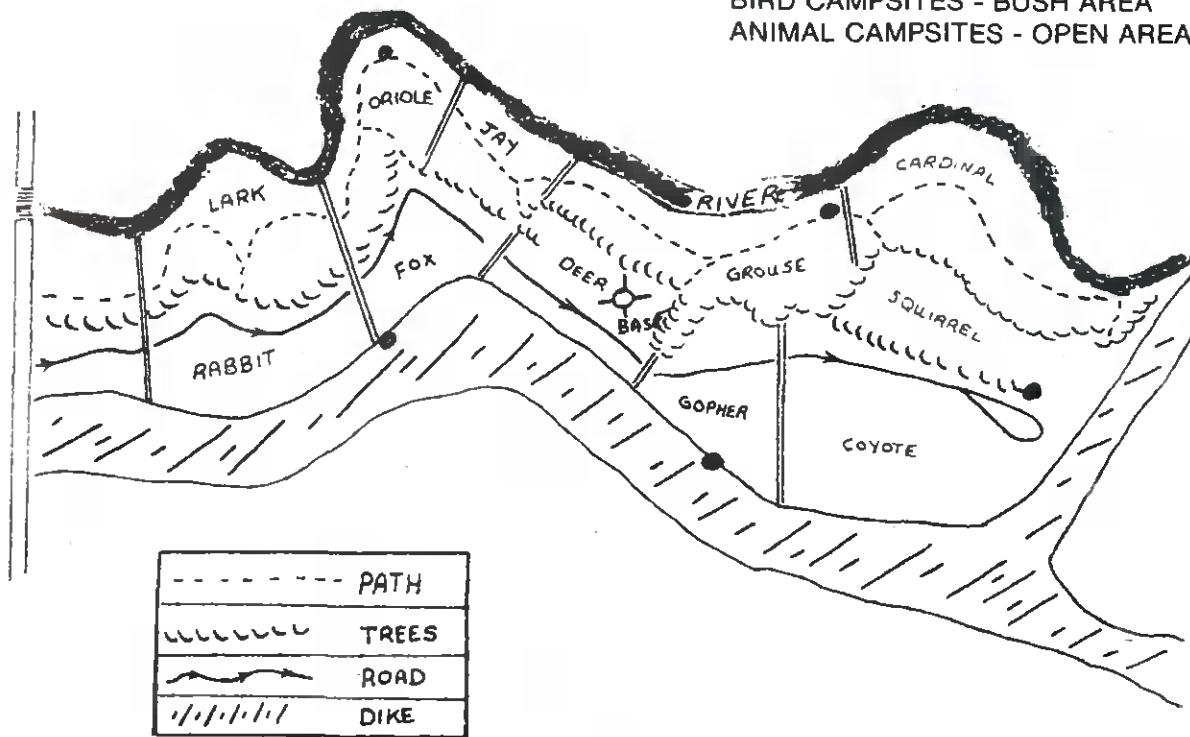 BIRD CAMPSITES - BUSH AREA
ANIMAL CAMPSITES - OPEN AREA
ORIOLE
JAY
LARK
CARDINAL
RIVER
FOX
DEER
GROUSE
SQUIRREL
BASE
RABBIT
GOPHER
COYOTE
PATH
TREES
ROAD
DIKE